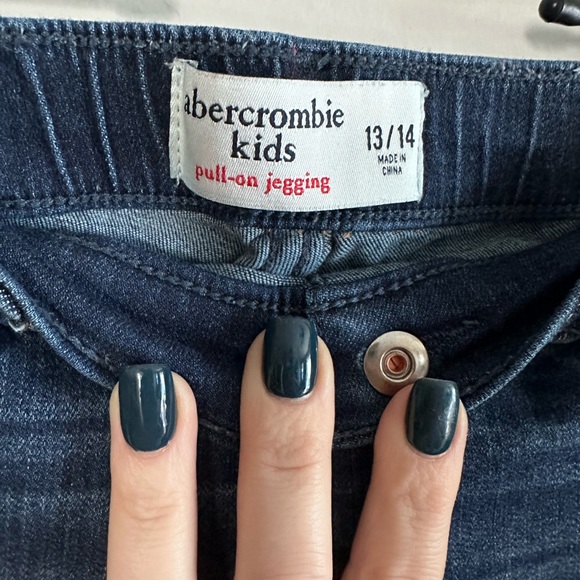 abercrombie
kids
pull-on jegging
13/14
MADE IN
CHINA